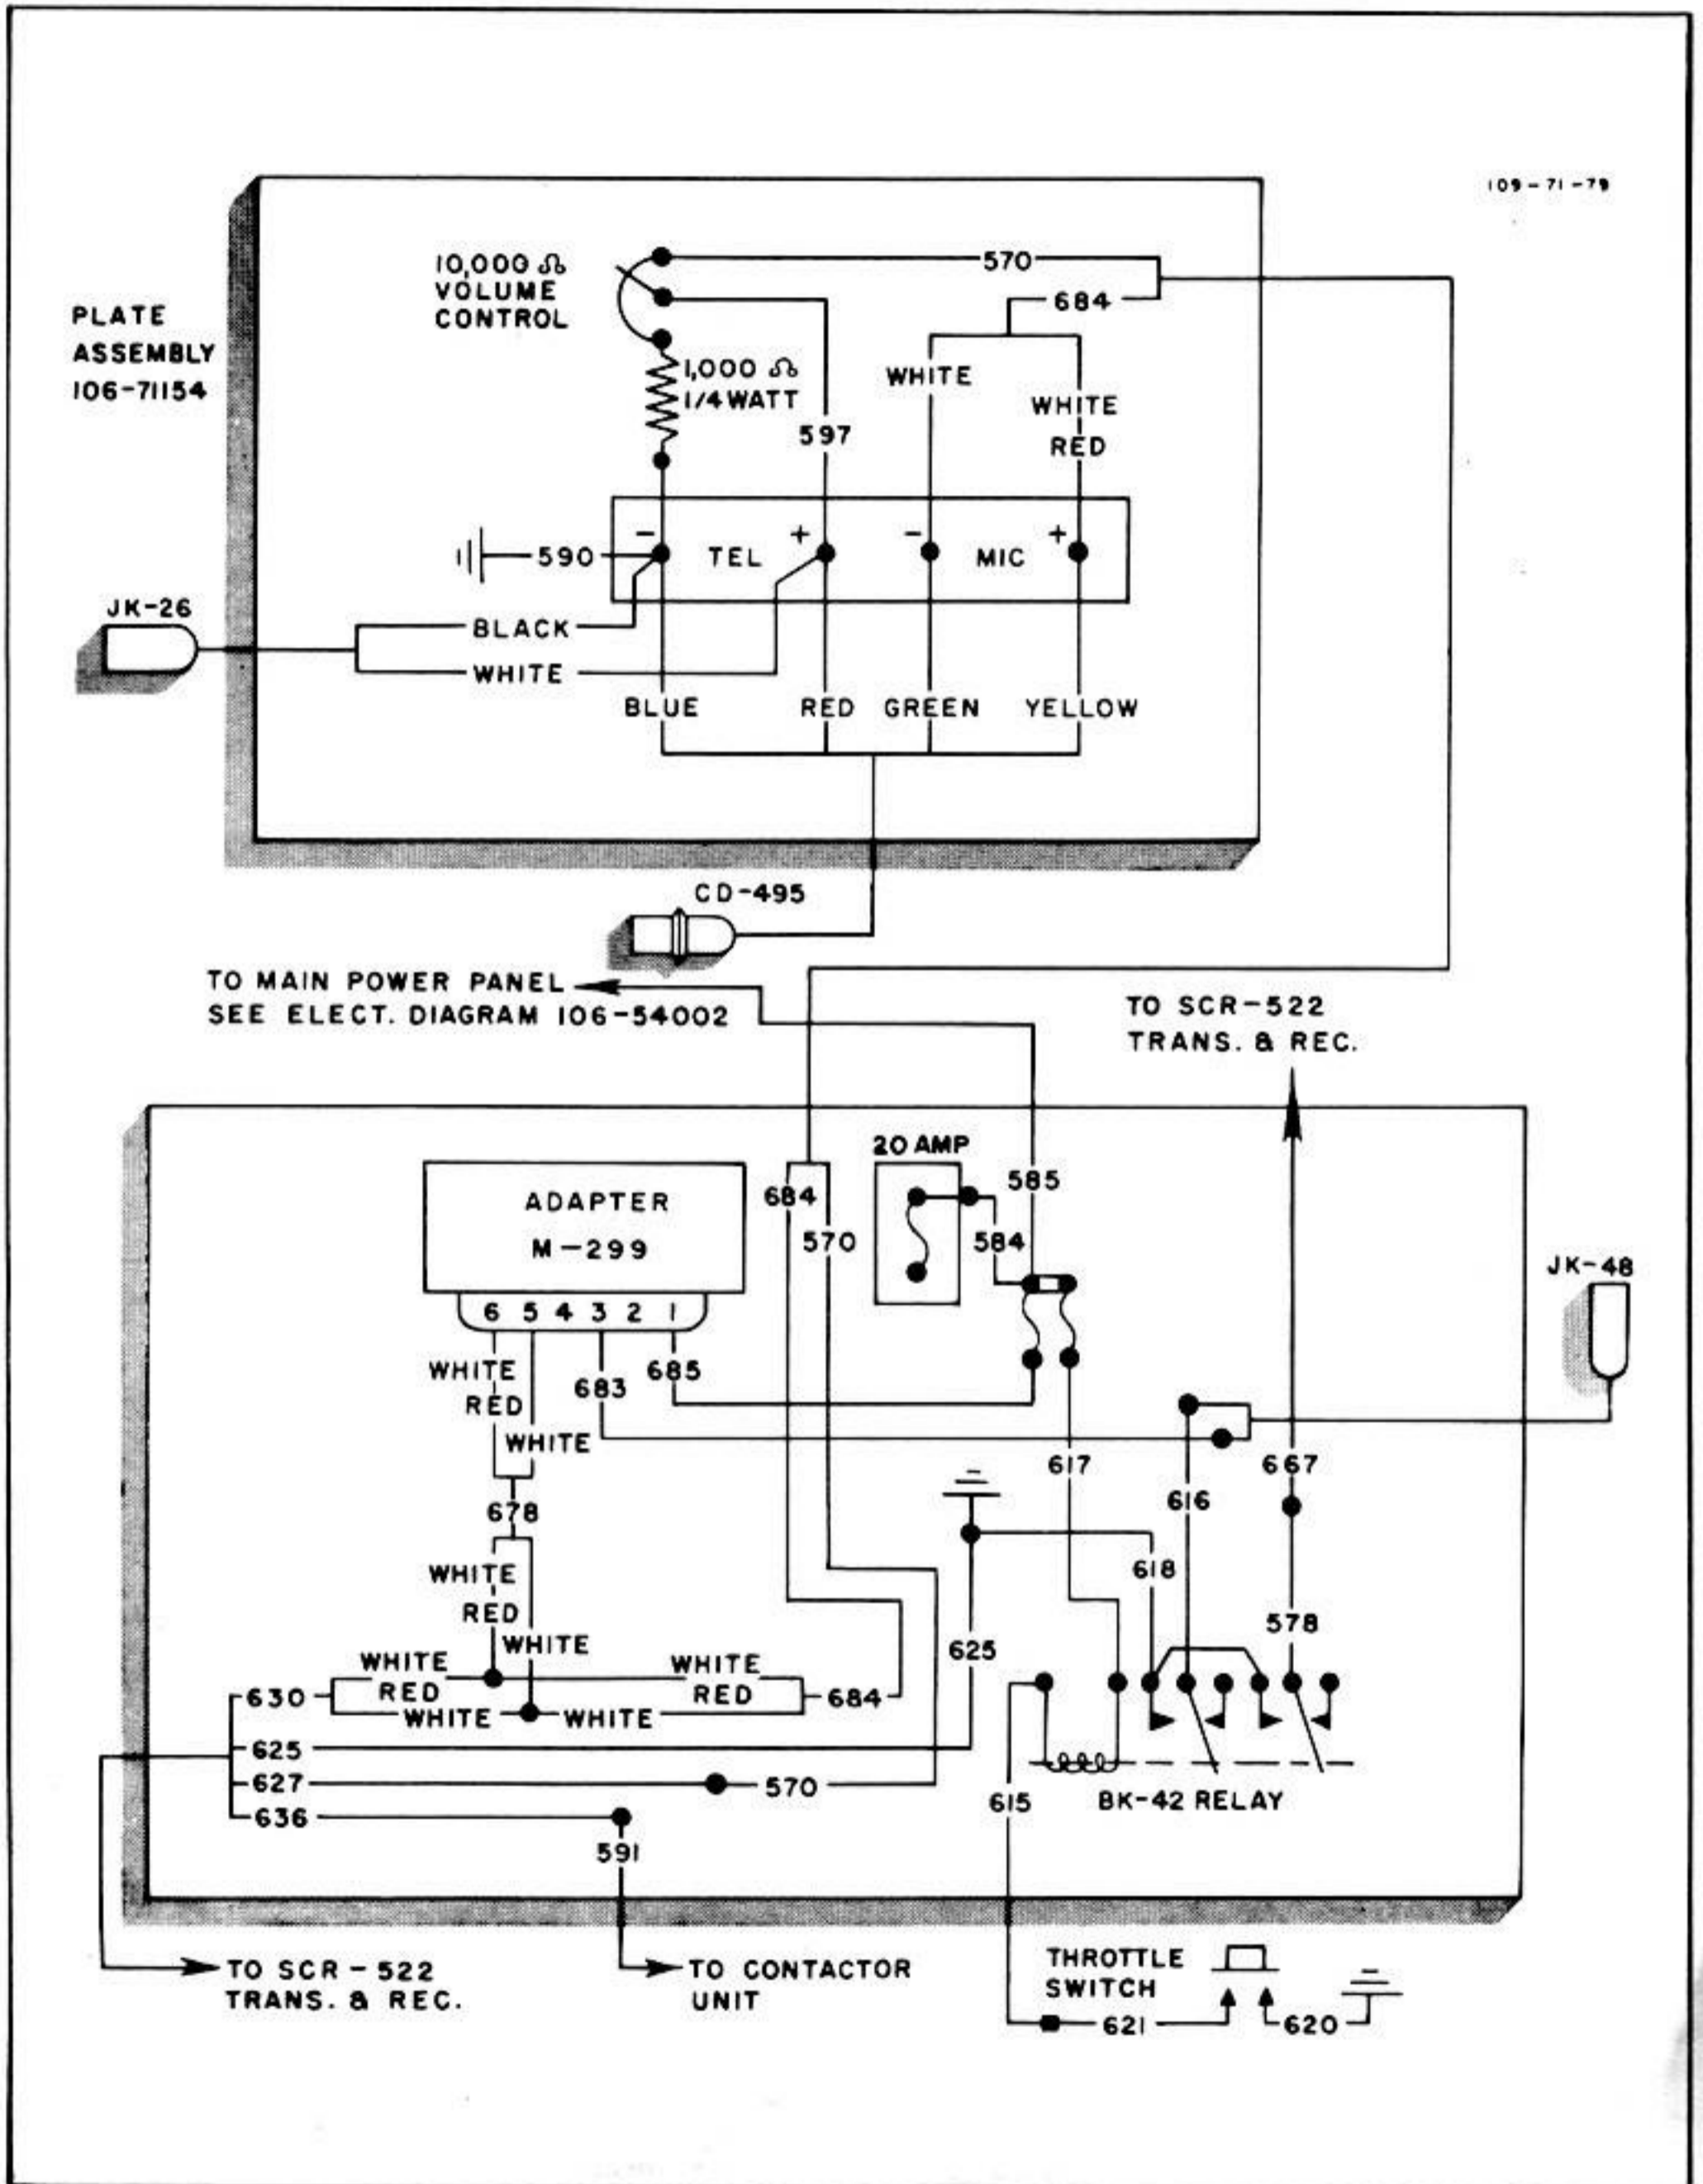 109-71-79
10,000 Ω
VOLUME
CONTROL
570
684
PLATE
ASSEMBLY
106-71154
1,000 Ω
1/4 WATT
WHITE
WHITE
RED
597
- TEL + - MIC +
590
JK-26
BLACK
WHITE
BLUE RED GREEN YELLOW
CD-495
TO MAIN POWER PANEL
SEE ELECT. DIAGRAM 106-54002
TO SCR-522
TRANS. & REC.
20 AMP
ADAPTER
M-299
684
570
585
584
JK-48
6 5 4 3 2 1
WHITE
RED
WHITE
683
685
617
667
616
678
WHITE
RED
WHITE
618
578
625
WHITE
RED
WHITE
WHITE
RED
WHITE
630
684
625
627
570
636
591
615
BK-42 RELAY
TO SCR-522
TRANS. & REC.
TO CONTACTOR
UNIT
THROTTLE
SWITCH
621
620